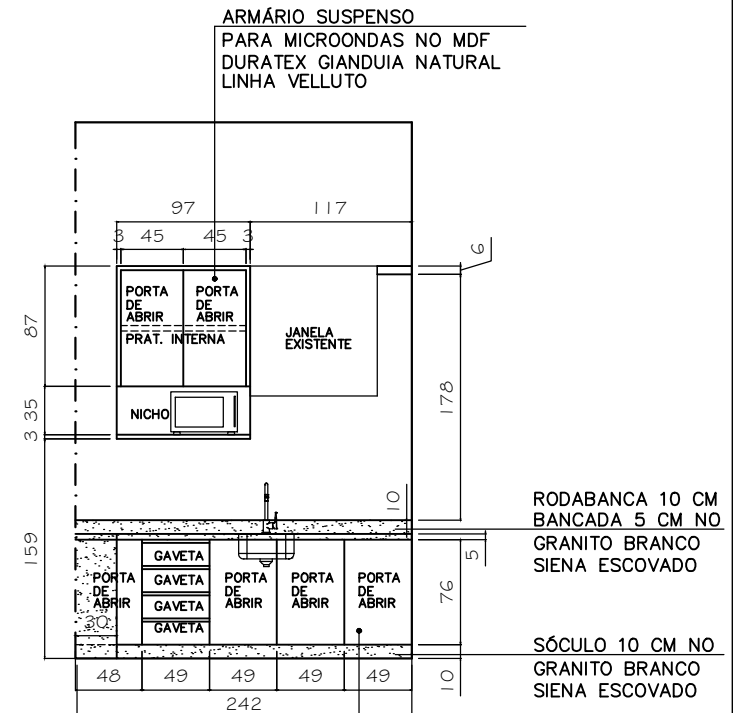 ARMÁRIO SUSPENSO
PARA MICROONDAS NO MDF
DURATEX GIANDUIA NATURAL
LINHA VELLUTO
97
117
3
45
45
3
6
PORTA
DE
ABRIR
PORTA
DE
ABRIR
PRAT. INTERNA
JANELA
EXISTENTE
87
NICHO
35
3
178
159
10
RODABANCA 10 CM
BANCADA 5 CM NO
GRANITO BRANCO
SIENA ESCOVADO
5
PORTA
DE
ABRIR
30
GAVETA
GAVETA
GAVETA
GAVETA
PORTA
DE
ABRIR
PORTA
DE
ABRIR
PORTA
DE
ABRIR
76
SÓCULO 10 CM NO
GRANITO BRANCO
SIENA ESCOVADO
10
48
49
49
49
49
242